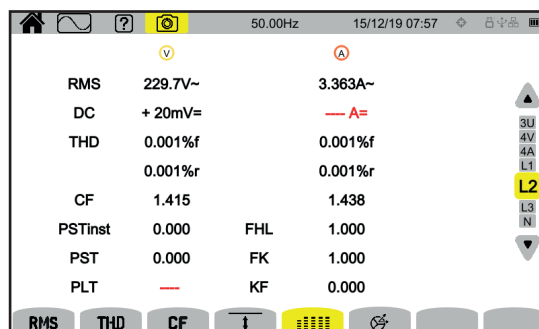 ? 50.00Hz 15/12/19 07:57
V A
RMS 229.7V~ 3.363A~
DC + 20mV= ---- A=
THD 0.001%f 0.001%f
0.001%r 0.001%r
CF 1.415 1.438
PSTinst 0.000 FHL 1.000
PST 0.000 FK 1.000
PLT ---- KF 0.000
3U
4V
4A
L1
L2
L3
N
RMS THD CF